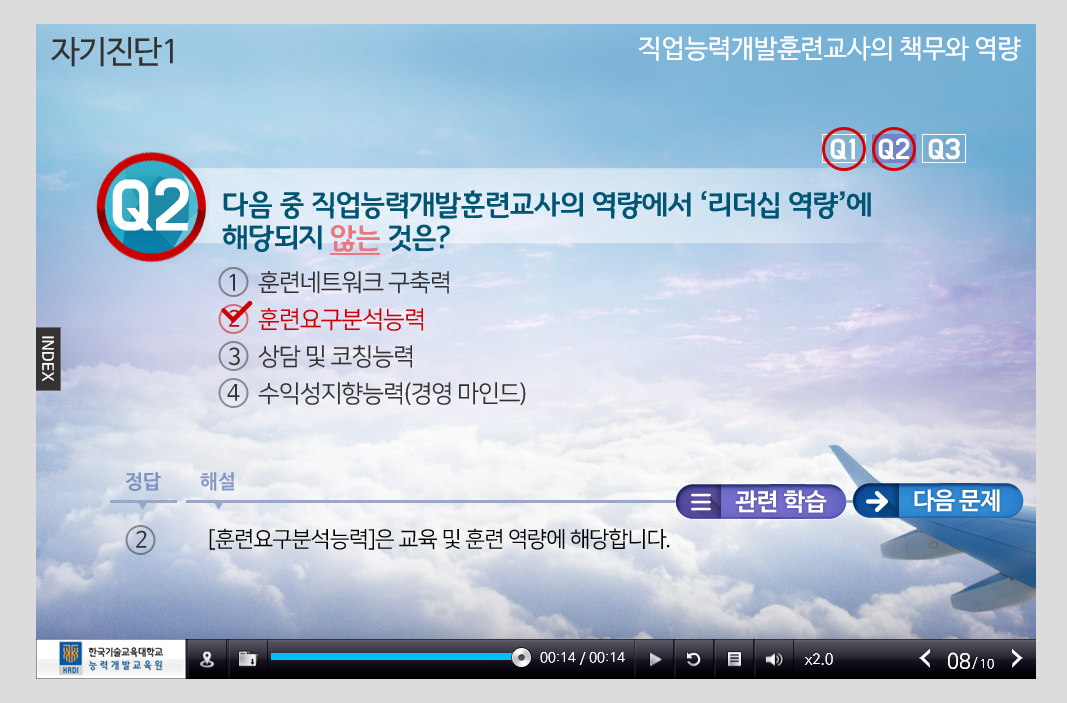 자기진단1
직업능력개발훈련교사의 책무와 역량
Q1 Q2 Q3
Q2
다음 중 직업능력개발훈련교사의 역량에서 ‘리더십 역량’에
해당되지 않는 것은?
① 훈련네트워크 구축력
② 훈련요구분석능력
③ 상담 및 코칭능력
④ 수익성지향능력(경영 마인드)
INDEX
정답 해설
관련 학습 다음 문제
② [훈련요구분석능력]은 교육 및 훈련 역량에 해당합니다.
HRDI
한국기술교육대학교
능력개발교육원
00:14 / 00:14
x2.0
08/10